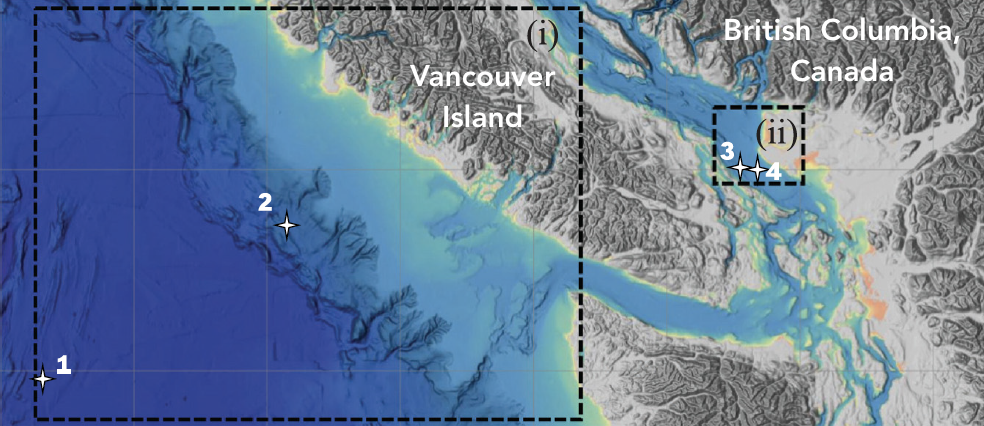 (i)
British Columbia,
Canada
Vancouver
Island
(ii)
3
4
2
1